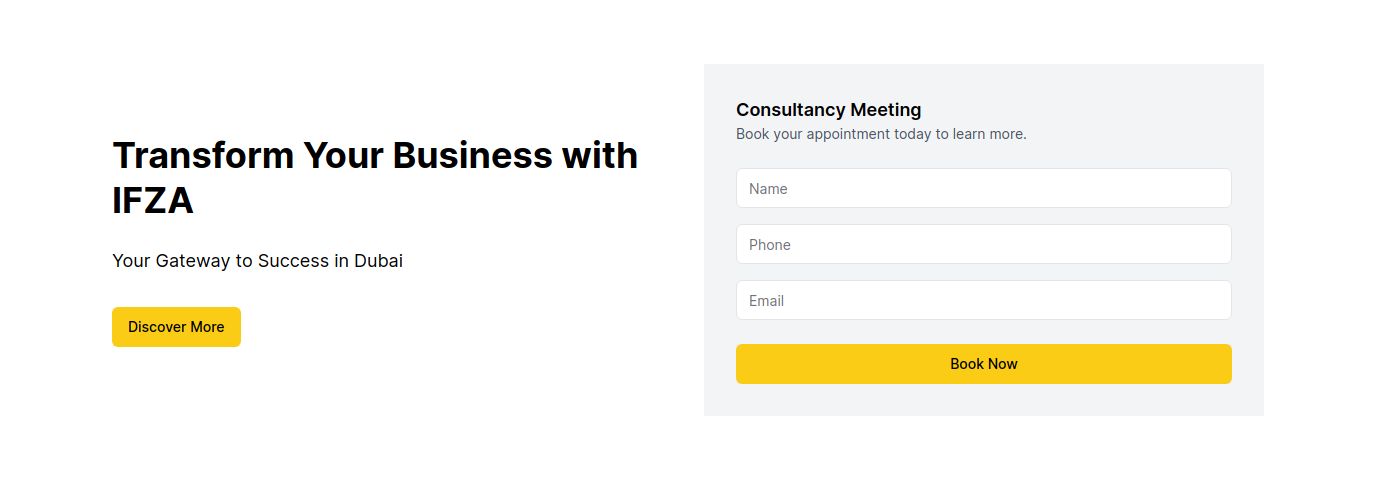 Transform Your Business with
IFZA
Your Gateway to Success in Dubai
Discover More
Consultancy Meeting
Book your appointment today to learn more.
Name
Phone
Email
Book Now